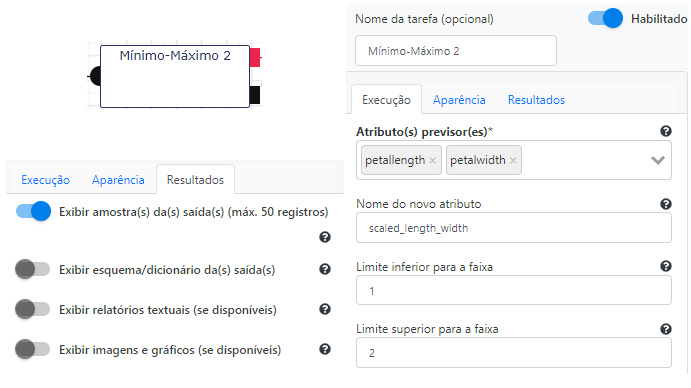 Mínimo-Máximo 2
Execução
Aparência
Resultados
Exibir amostra(s) da(s) saída(s) (máx. 50 registros)
Exibir esquema/dicionário da(s) saída(s)
Exibir relatórios textuais (se disponíveis)
Exibir imagens e gráficos (se disponíveis)
Nome da tarefa (opcional)
Habilitado
Mínimo-Máximo 2
Execução
Aparência
Resultados
Atributo(s) previsor(es)*
petallength × petalwidth ×
Nome do novo atributo
scaled_length_width
Limite inferior para a faixa
1
Limite superior para a faixa
2